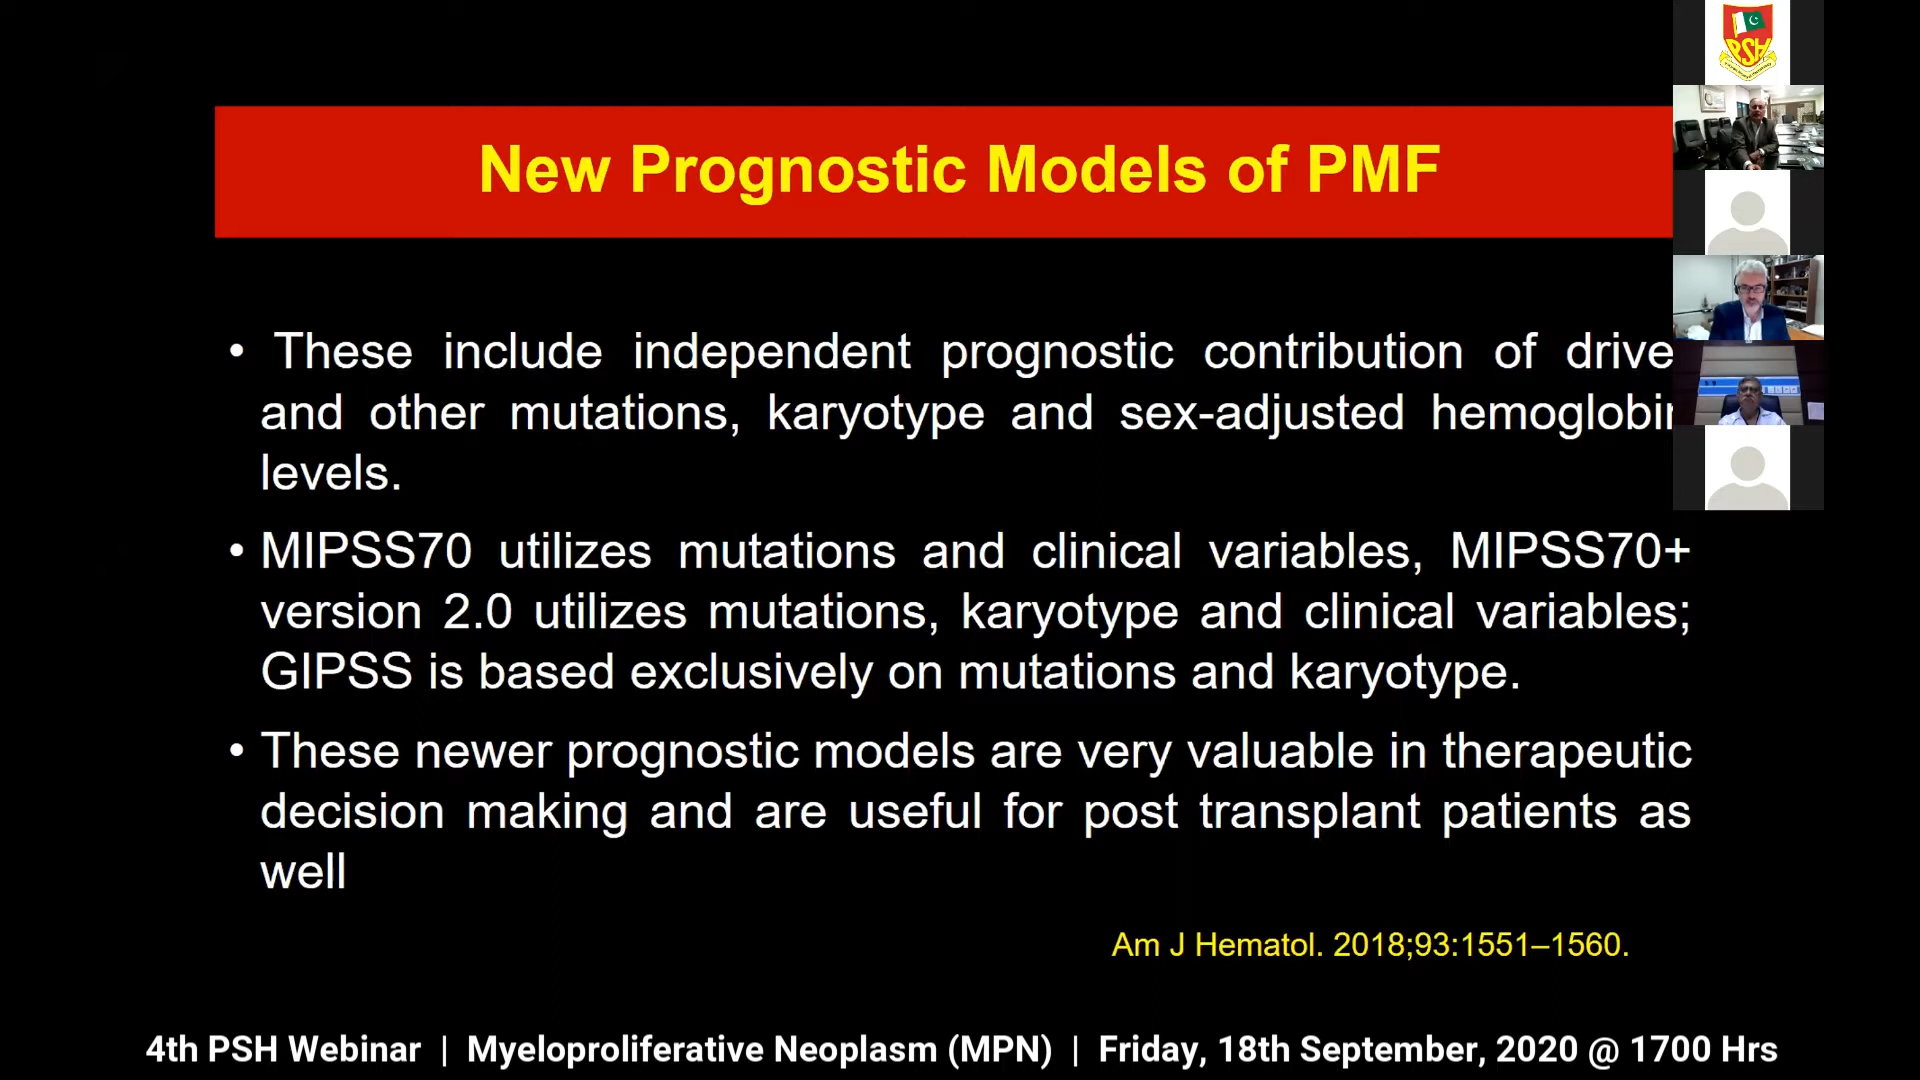 New Prognostic Models of PMF
• These include independent prognostic contribution of drive
and other mutations, karyotype and sex-adjusted hemoglobin
levels.
• MIPSS70 utilizes mutations and clinical variables, MIPSS70+
version 2.0 utilizes mutations, karyotype and clinical variables;
GIPSS is based exclusively on mutations and karyotype.
• These newer prognostic models are very valuable in therapeutic
decision making and are useful for post transplant patients as
well
Am J Hematol. 2018;93:1551–1560.
4th PSH Webinar | Myeloproliferative Neoplasm (MPN) | Friday, 18th September, 2020 @ 1700 Hrs
PSH